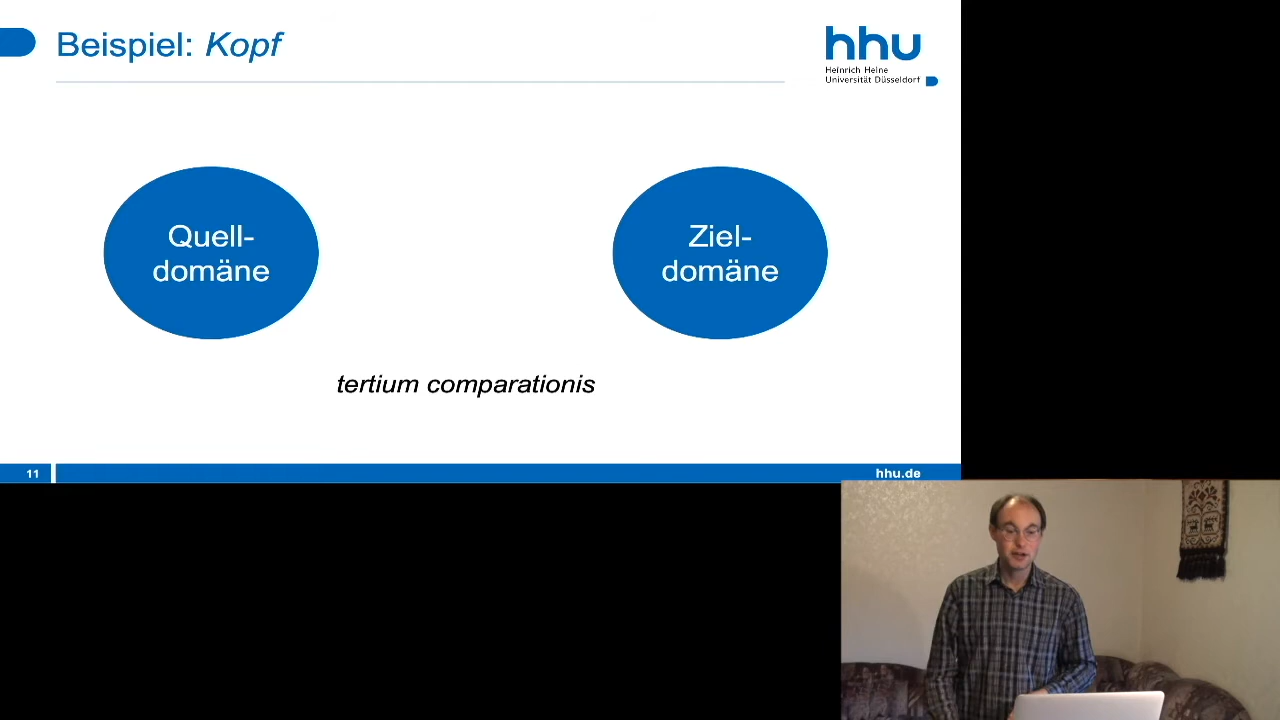 Beispiel: Kopf
hhu
Heinrich Heine
Universität Düsseldorf
Quell-
domäne
Ziel-
domäne
tertium comparationis
11
hhu.de